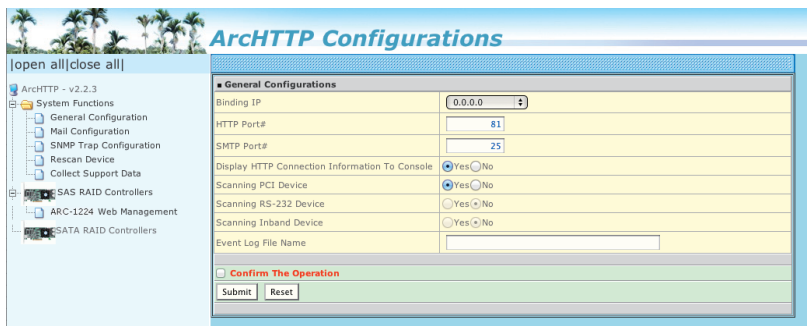 ArcHTTP Configurations
|open all|close all|
ArcHTTP - v2.2.3
System Functions
General Configuration
Mail Configuration
SNMP Trap Configuration
Rescan Device
Collect Support Data
SAS RAID Controllers
ARC-1224 Web Management
SATA RAID Controllers
General Configurations
Binding IP 0.0.0.0
HTTP Port# 81
SMTP Port# 25
Display HTTP Connection Information To Console Yes No
Scanning PCI Device Yes No
Scanning RS-232 Device Yes No
Scanning Inband Device Yes No
Event Log File Name
Confirm The Operation
Submit Reset